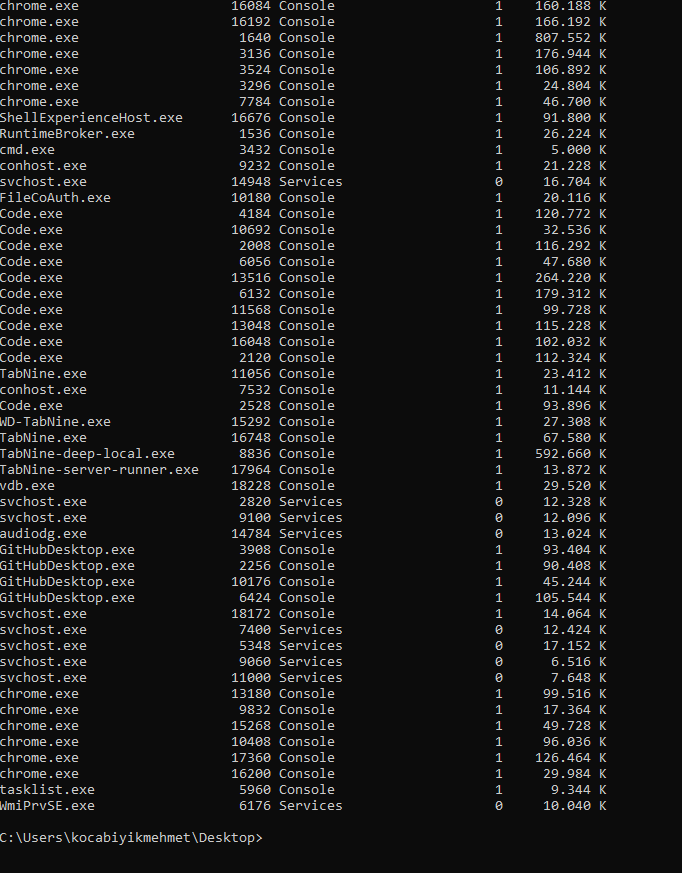 chrome.exe 16084 Console 1 160.188 K
chrome.exe 16192 Console 1 166.192 K
chrome.exe 1640 Console 1 807.552 K
chrome.exe 3136 Console 1 176.944 K
chrome.exe 3524 Console 1 106.892 K
chrome.exe 3296 Console 1 24.804 K
chrome.exe 7784 Console 1 46.700 K
ShellExperienceHost.exe 16676 Console 1 91.800 K
RuntimeBroker.exe 1536 Console 1 26.224 K
cmd.exe 3432 Console 1 5.000 K
conhost.exe 9232 Console 1 21.228 K
svchost.exe 14948 Services 0 16.704 K
FileCoAuth.exe 10180 Console 1 20.116 K
Code.exe 4184 Console 1 120.772 K
Code.exe 10692 Console 1 32.536 K
Code.exe 2008 Console 1 116.292 K
Code.exe 6056 Console 1 47.680 K
Code.exe 13516 Console 1 264.220 K
Code.exe 6132 Console 1 179.312 K
Code.exe 11568 Console 1 99.728 K
Code.exe 13048 Console 1 115.228 K
Code.exe 16048 Console 1 102.032 K
Code.exe 2120 Console 1 112.324 K
TabNine.exe 11056 Console 1 23.412 K
conhost.exe 7532 Console 1 11.144 K
Code.exe 2528 Console 1 93.896 K
WD-TabNine.exe 15292 Console 1 27.308 K
TabNine.exe 16748 Console 1 67.580 K
TabNine-deep-local.exe 8836 Console 1 592.660 K
TabNine-server-runner.exe 17964 Console 1 13.872 K
vdb.exe 18228 Console 1 29.520 K
svchost.exe 2820 Services 0 12.328 K
svchost.exe 9100 Services 0 12.096 K
audiodg.exe 14784 Services 0 13.024 K
GitHubDesktop.exe 3908 Console 1 93.404 K
GitHubDesktop.exe 2256 Console 1 90.408 K
GitHubDesktop.exe 10176 Console 1 45.244 K
GitHubDesktop.exe 6424 Console 1 105.544 K
svchost.exe 18172 Console 1 14.064 K
svchost.exe 7400 Services 0 12.424 K
svchost.exe 5348 Services 0 17.152 K
svchost.exe 9060 Services 0 6.516 K
svchost.exe 11000 Services 0 7.648 K
chrome.exe 13180 Console 1 99.516 K
chrome.exe 9832 Console 1 17.364 K
chrome.exe 15268 Console 1 49.728 K
chrome.exe 10408 Console 1 96.036 K
chrome.exe 17360 Console 1 126.464 K
chrome.exe 16200 Console 1 29.984 K
tasklist.exe 5960 Console 1 9.344 K
WmiPrvSE.exe 6176 Services 0 10.040 K
C:\Users\kocabiyikmehmet\Desktop>